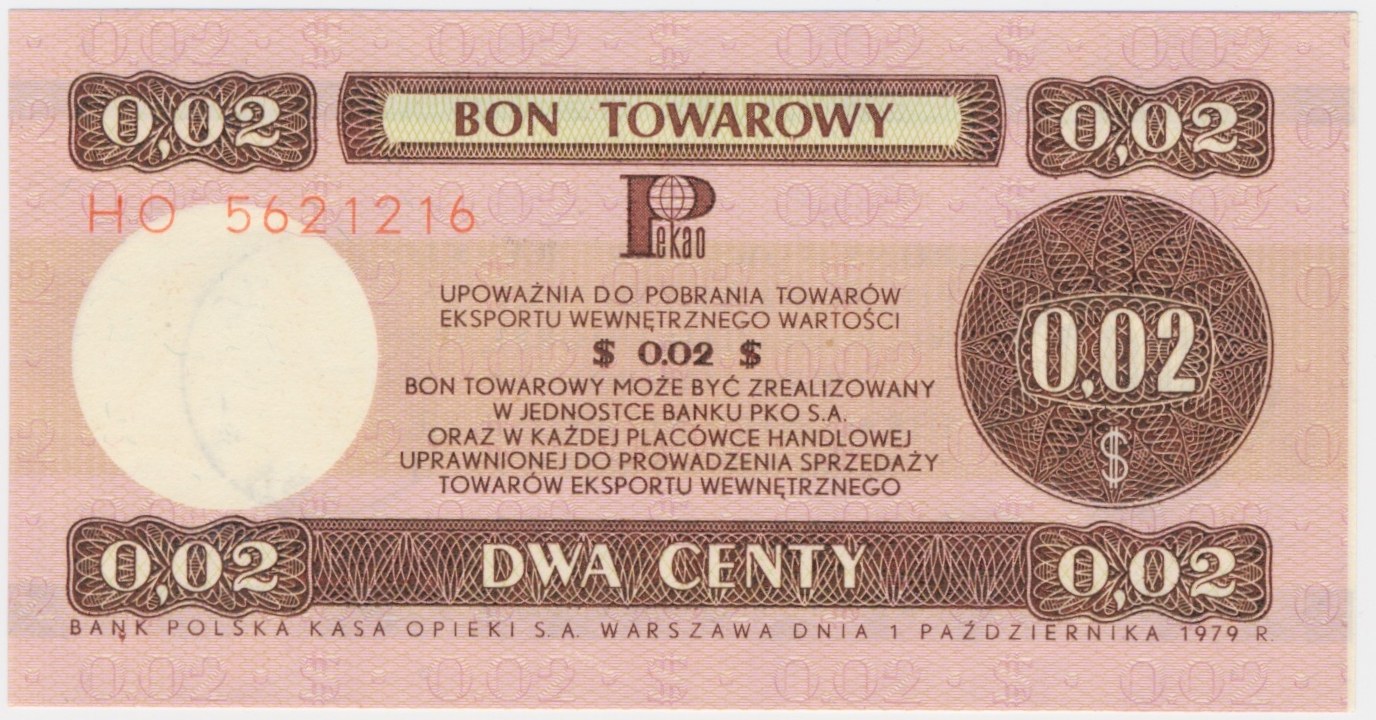 0,02 BON TOWAROWY 0,02
HO 5621216
Pekao
UPOWAŻNIA DO POBRANIA TOWARÓW
EKSPORTU WEWNĘTRZNEGO WARTOŚCI
$ 0.02 $
BON TOWAROWY MOŻE BYĆ ZREALIZOWANY
W JEDNOSTCE BANKU PKO S.A.
ORAZ W KAŻDEJ PLACÓWCE HANDLOWEJ
UPRAWNIONEJ DO PROWADZENIA SPRZEDAŻY
TOWARÓW EKSPORTU WEWNĘTRZNEGO
0,02
$
0,02 DWA CENTY 0,02
BANK POLSKA KASA OPIEKI S.A. WARSZAWA DNIA 1 PAŹDZIERNIKA 1979 R